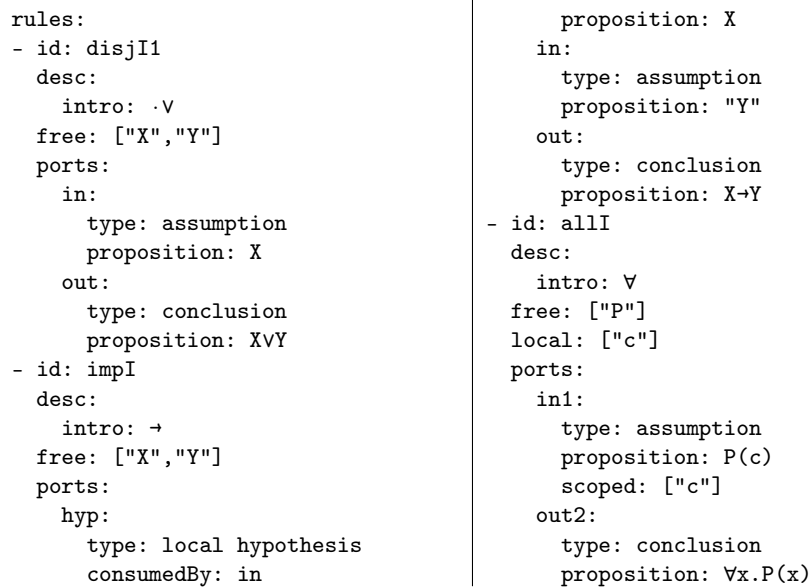 rules:
- id: disjI1
  desc:
    intro: ·∨
  free: ["X","Y"]
  ports:
    in:
      type: assumption
      proposition: X
    out:
      type: conclusion
      proposition: X∨Y
- id: impI
  desc:
    intro: →
  free: ["X","Y"]
  ports:
    hyp:
      type: local hypothesis
      consumedBy: in
      proposition: X
    in:
      type: assumption
      proposition: "Y"
    out:
      type: conclusion
      proposition: X→Y
- id: allI
  desc:
    intro: ∀
  free: ["P"]
  local: ["c"]
  ports:
    in1:
      type: assumption
      proposition: P(c)
      scoped: ["c"]
    out2:
      type: conclusion
      proposition: ∀x.P(x)